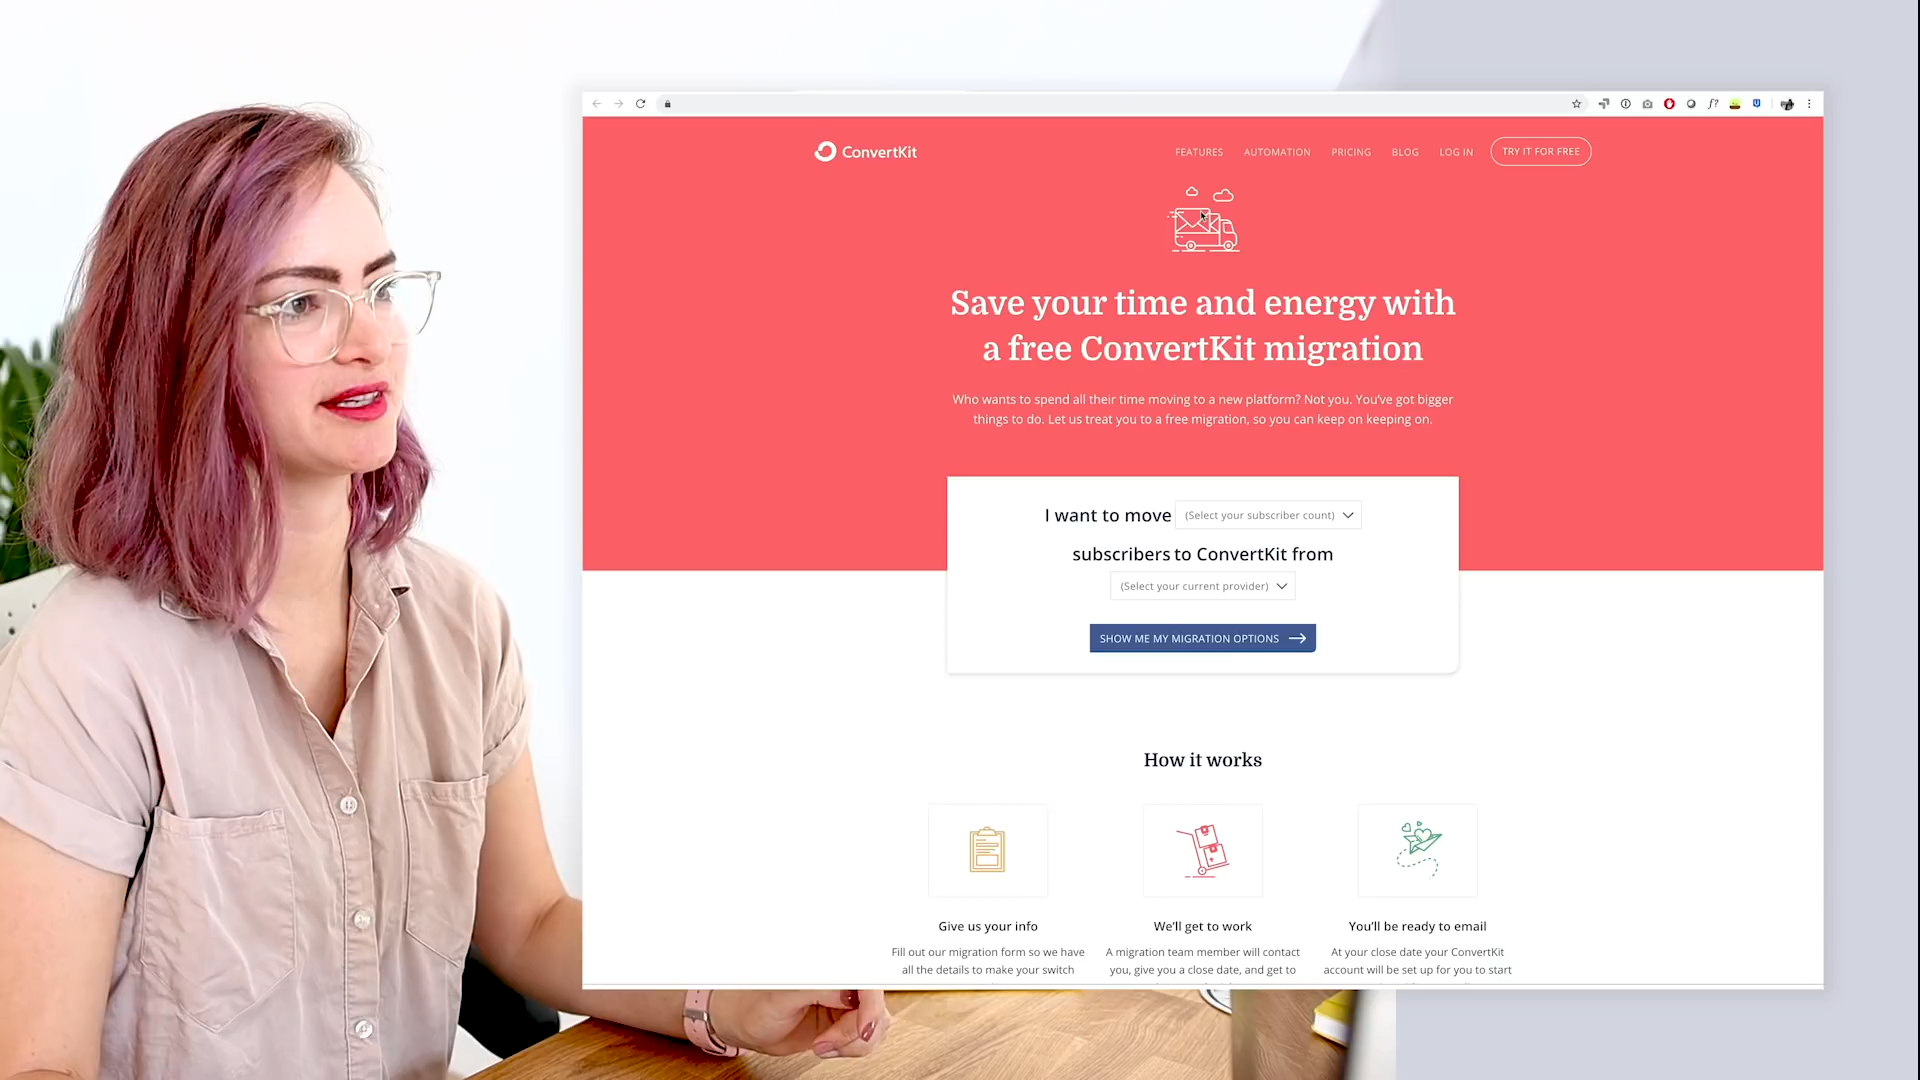 ConvertKit
FEATURES
AUTOMATION
PRICING
BLOG
LOG IN
TRY IT FOR FREE
Save your time and energy with
a free ConvertKit migration
Who wants to spend all their time moving to a new platform? Not you. You've got bigger
things to do. Let us treat you to a free migration, so you can keep on keeping on.
I want to move (Select your subscriber count)
subscribers to ConvertKit from
(Select your current provider)
SHOW ME MY MIGRATION OPTIONS
How it works
Give us your info
Fill out our migration form so we have
all the details to make your switch
We'll get to work
A migration team member will contact
you, give you a close date, and get to
You'll be ready to email
At your close date your ConvertKit
account will be set up for you to start